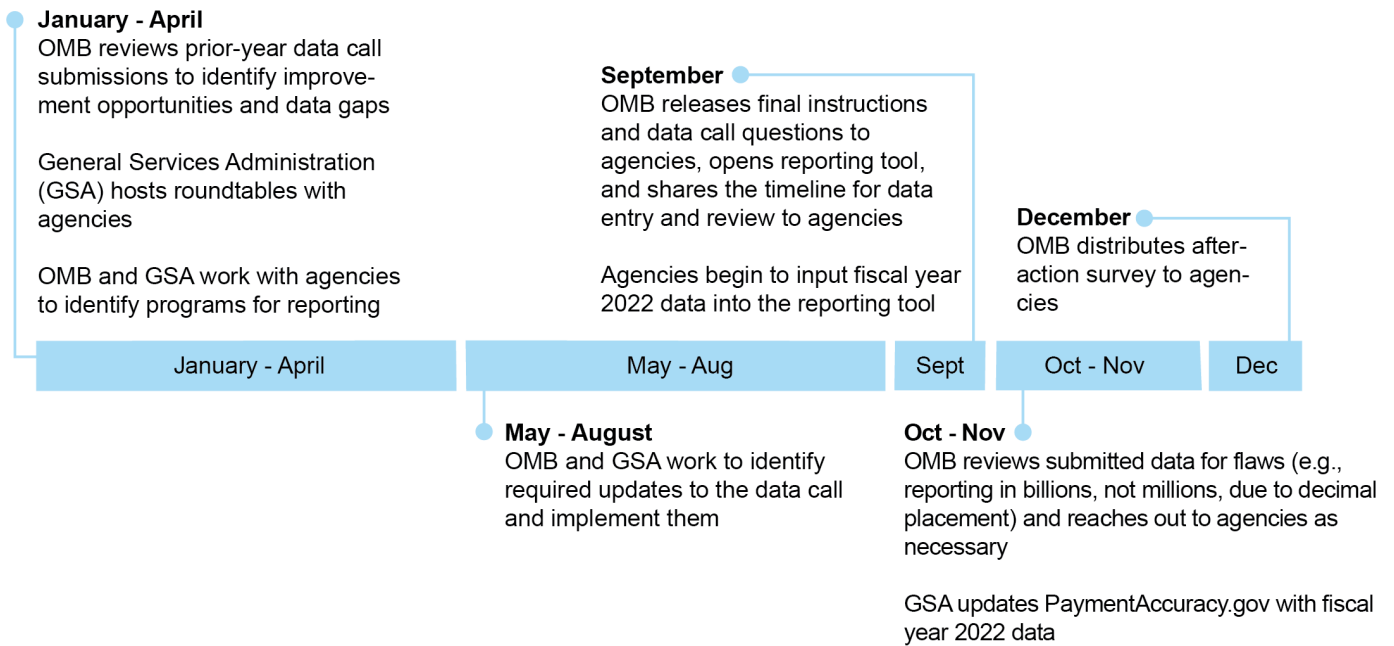 January - April
OMB reviews prior-year data call
submissions to identify improve-
ment opportunities and data gaps
General Services Administration
(GSA) hosts roundtables with
agencies
OMB and GSA work with agencies
to identify programs for reporting
September
OMB releases final instructions
and data call questions to
agencies, opens reporting tool,
and shares the timeline for data
entry and review to agencies
Agencies begin to input fiscal year
2022 data into the reporting tool
December
OMB distributes after-
action survey to agen-
cies
January - April
May - Aug
Sept
Oct - Nov
Dec
May - August
OMB and GSA work to identify
required updates to the data call
and implement them
Oct - Nov
OMB reviews submitted data for flaws (e.g.,
reporting in billions, not millions, due to decimal
placement) and reaches out to agencies as
necessary
GSA updates PaymentAccuracy.gov with fiscal
year 2022 data